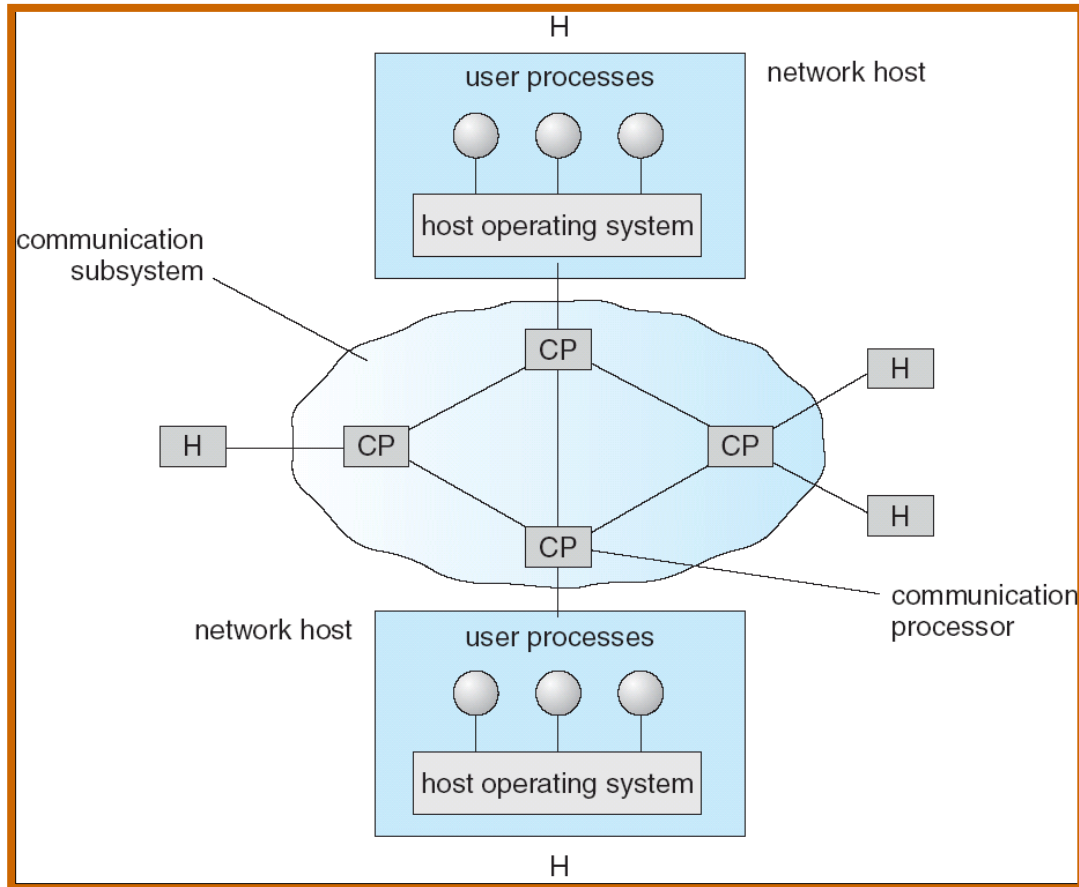 H
user processes
network host
host operating system
communication
subsystem
CP
H
H
CP
CP
H
CP
communication
processor
network host
user processes
host operating system
H